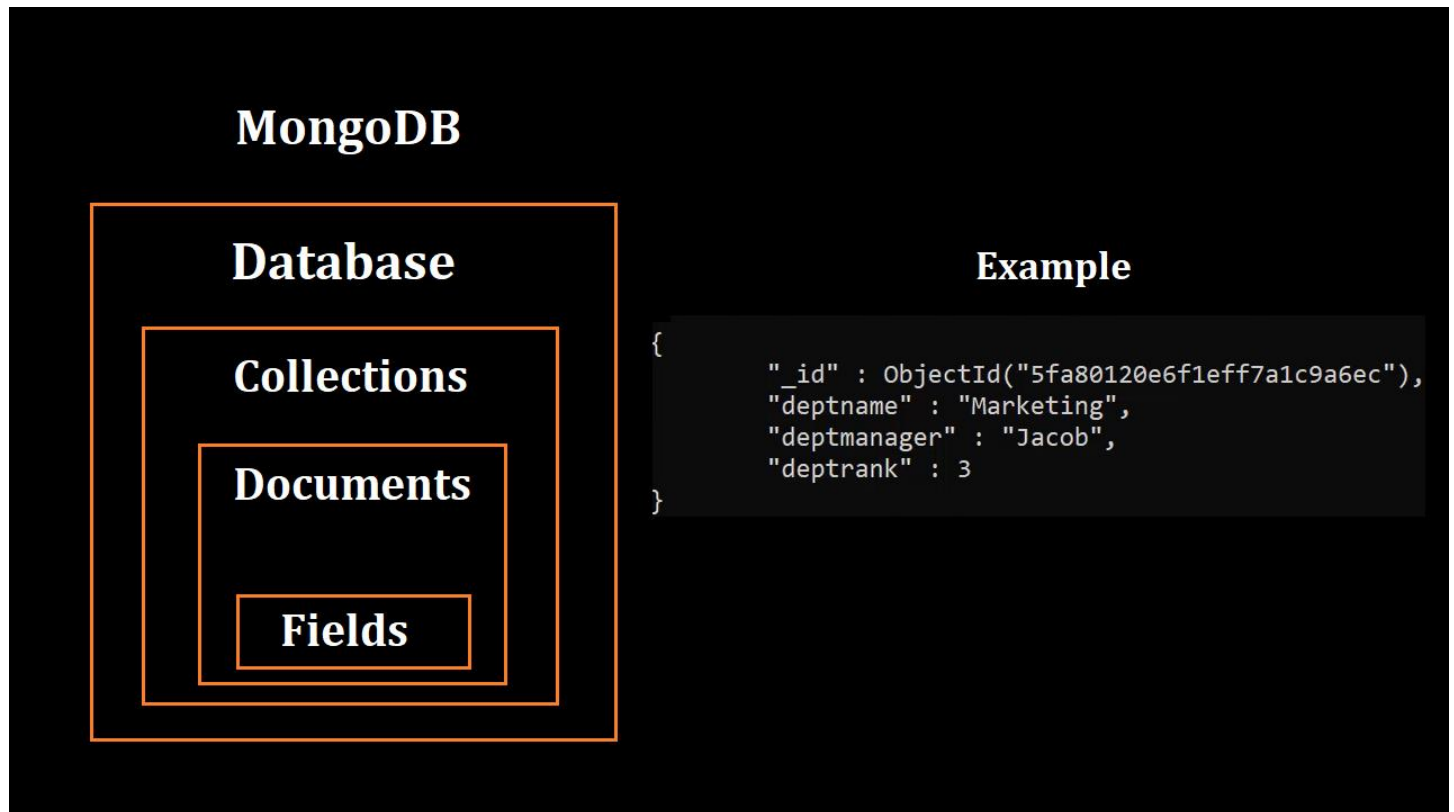 MongoDB
Database
Collections
Documents
Fields
Example
{
"_id" : ObjectId("5fa80120e6f1eff7a1c9a6ec"),
"deptname" : "Marketing",
"deptmanager" : "Jacob",
"deptrank" : 3
}